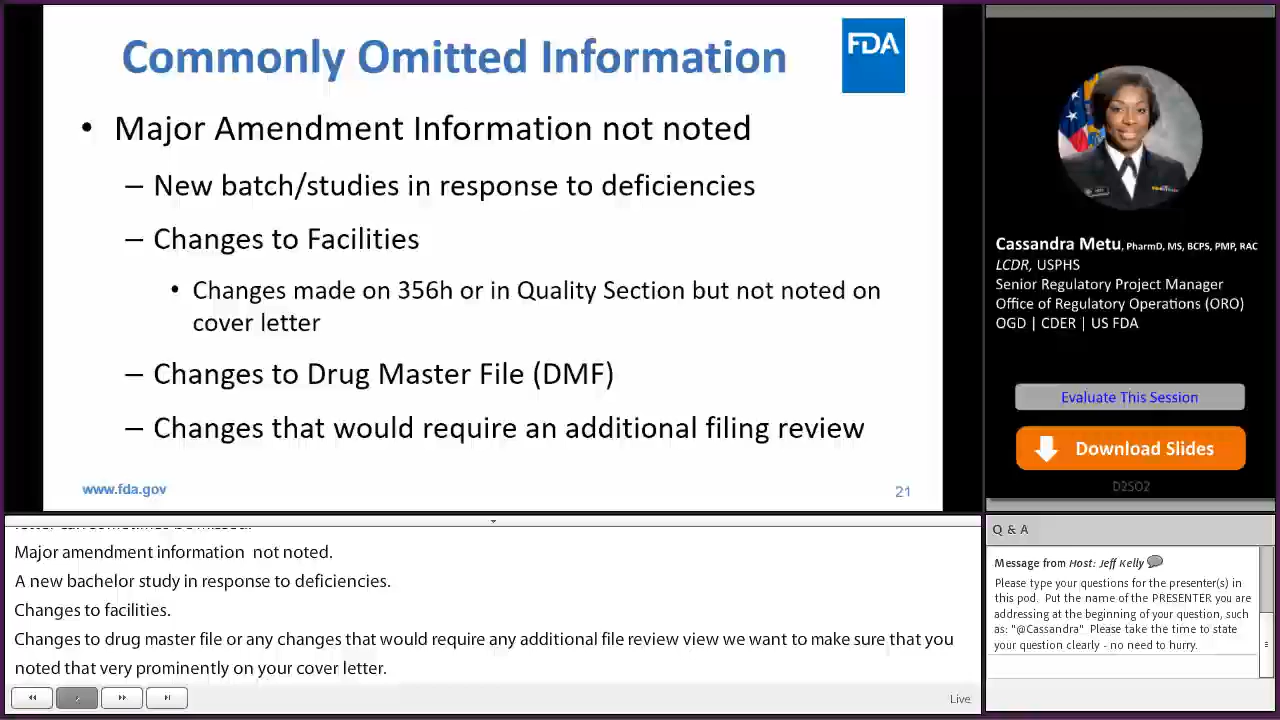 Commonly Omitted Information
FDA
• Major Amendment Information not noted
– New batch/studies in response to deficiencies
– Changes to Facilities
• Changes made on 356h or in Quality Section but not noted on
cover letter
– Changes to Drug Master File (DMF)
– Changes that would require an additional filing review
www.fda.gov
21
Cassandra Metu, PharmD, MS, BCPS, PMP, RAC
LCDR, USPHS
Senior Regulatory Project Manager
Office of Regulatory Operations (ORO)
OGD | CDER | US FDA
Evaluate This Session
Download Slides
D2S02
Major amendment information  not noted.
A new bachelor study in response to deficiencies.
Changes to facilities.
Changes to drug master file or any changes that would require any additional file review view we want to make sure that you
noted that very prominently on your cover letter.
Live
Q & A
Message from Host: Jeff Kelly
Please type your questions for the presenter(s) in
this pod.  Put the name of the PRESENTER you are
addressing at the beginning of your question, such
as: "@Cassandra"  Please take the time to state
your question clearly - no need to hurry.